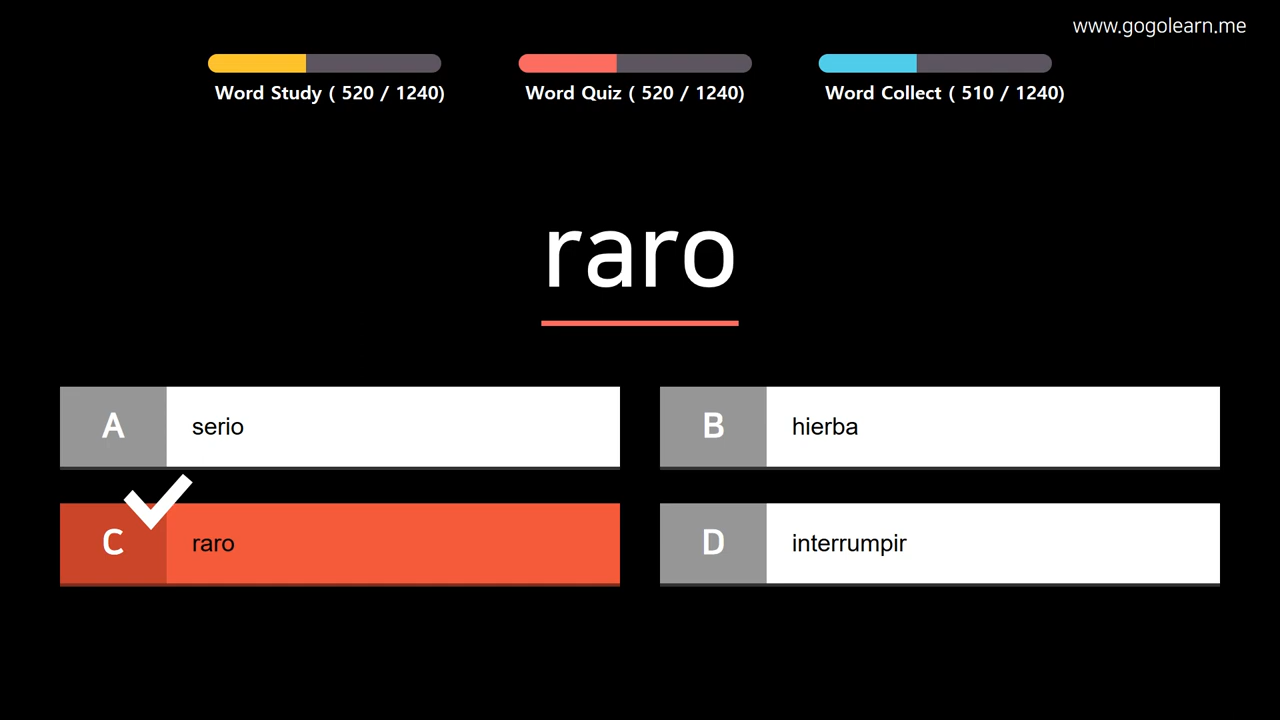 www.gogolearn.me
Word Study ( 520 / 1240)
Word Quiz ( 520 / 1240)
Word Collect ( 510 / 1240)
raro
A
serio
B
hierba
C
raro
D
interrumpir